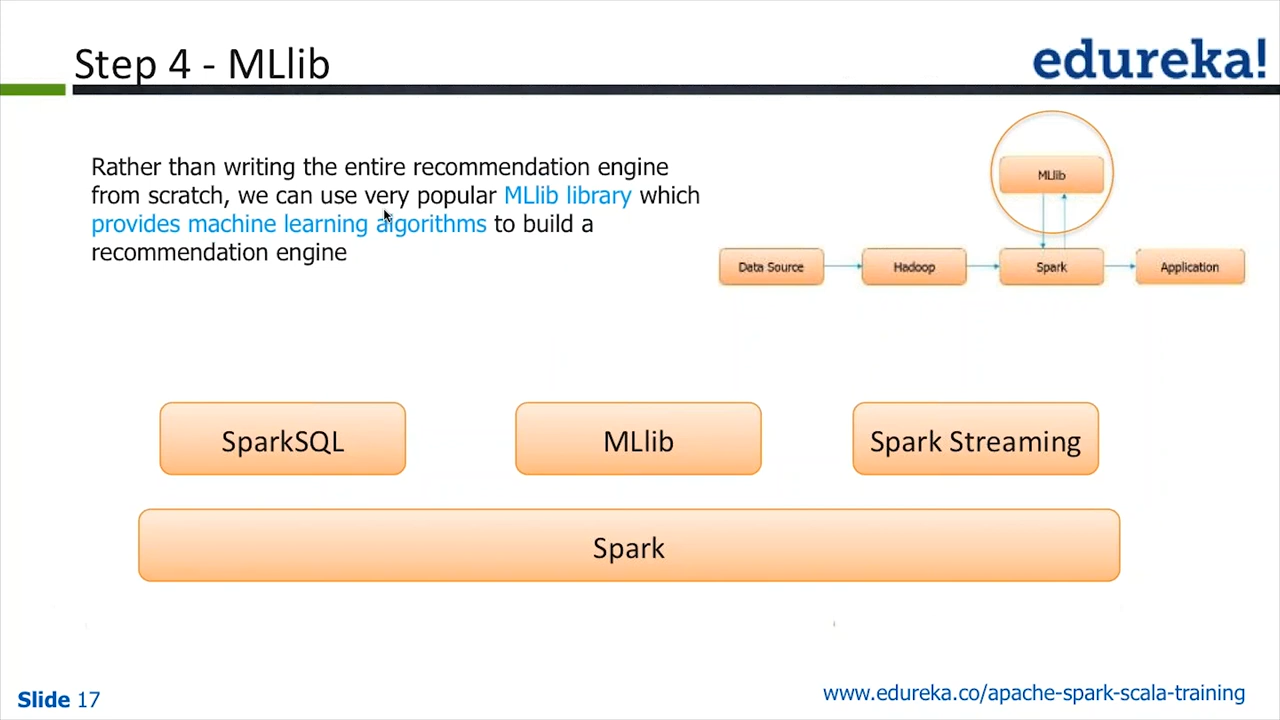 Step 4 - MLlib
edureka!
Rather than writing the entire recommendation engine
from scratch, we can use very popular MLlib library which
provides machine learning algorithms to build a
recommendation engine
MLlib
Data Source
Hadoop
Spark
Application
SparkSQL
MLlib
Spark Streaming
Spark
Slide 17
www.edureka.co/apache-spark-scala-training